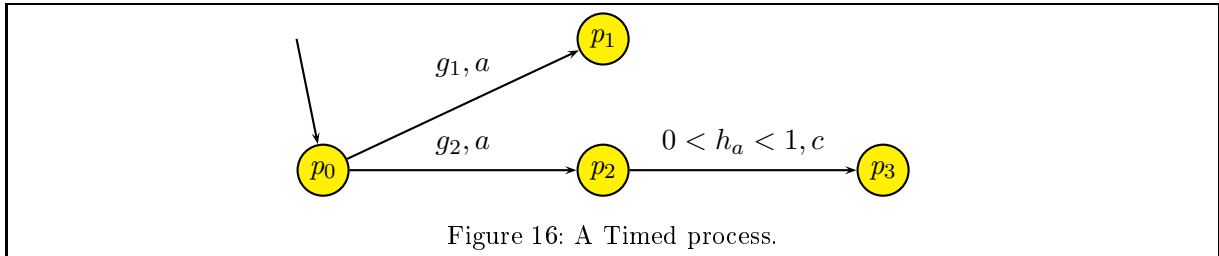 p₁
g₁, a
g₂, a
0 < hₐ < 1, c
p₀
p₂
p₃
Figure 16: A Timed process.